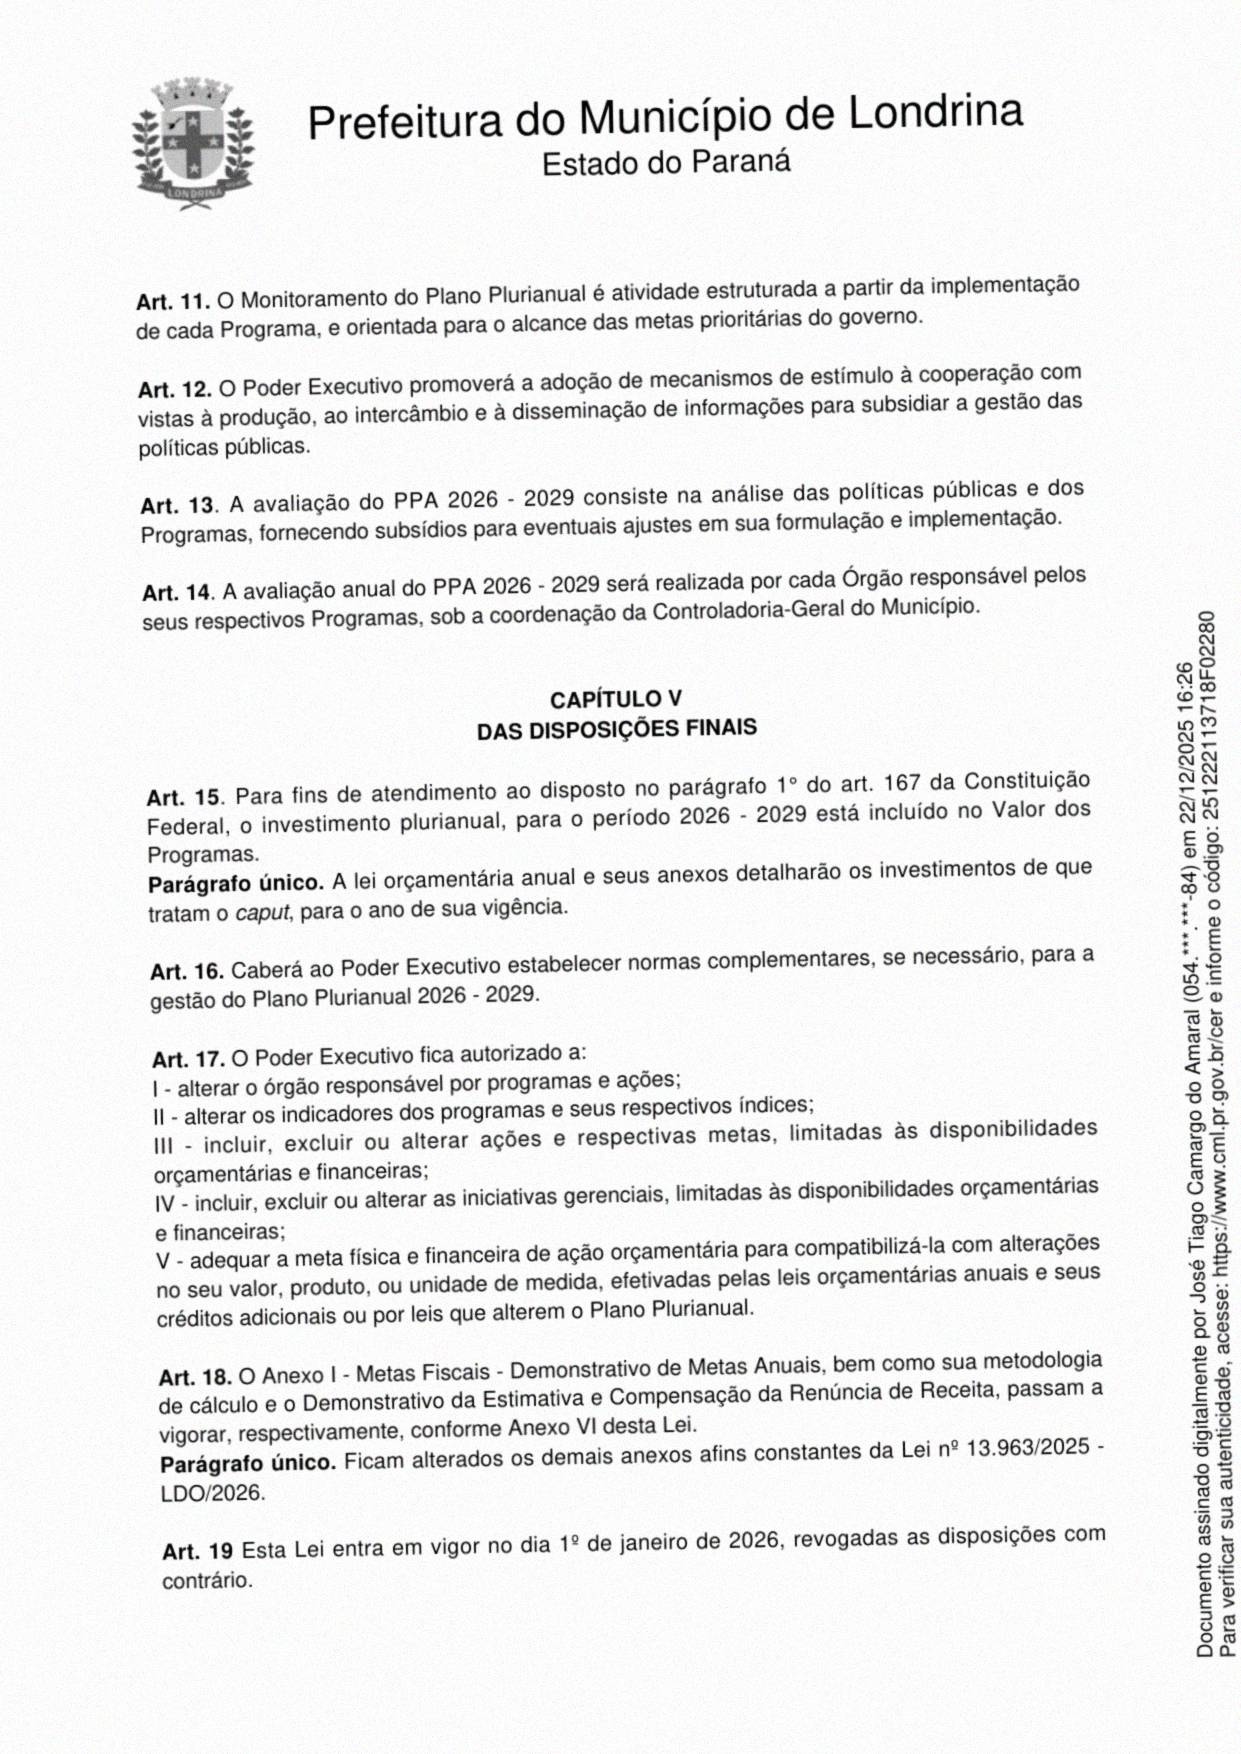 Prefeitura do Município de Londrina
Estado do Paraná
LONDRINA
Art. 11. O Monitoramento do Plano Plurianual é atividade estruturada a partir da implementação
de cada Programa, e orientada para o alcance das metas prioritárias do governo.
Art. 12. O Poder Executivo promoverá a adoção de mecanismos de estímulo à cooperação com
vistas à produção, ao intercâmbio e à disseminação de informações para subsidiar a gestão das
políticas públicas.
Art. 13. A avaliação do PPA 2026 - 2029 consiste na análise das políticas públicas e dos
Programas, fornecendo subsídios para eventuais ajustes em sua formulação e implementação.
Art. 14. A avaliação anual do PPA 2026 - 2029 será realizada por cada Órgão responsável pelos
seus respectivos Programas, sob a coordenação da Controladoria-Geral do Município.
CAPÍTULO V
DAS DISPOSIÇÕES FINAIS
Art. 15. Para fins de atendimento ao disposto no parágrafo 1° do art. 167 da Constituição
Federal, o investimento plurianual, para o período 2026 - 2029 está incluído no Valor dos
Programas.
Parágrafo único. A lei orçamentária anual e seus anexos detalharão os investimentos de que
tratam o caput, para o ano de sua vigência.
Art. 16. Caberá ao Poder Executivo estabelecer normas complementares, se necessário, para a
gestão do Plano Plurianual 2026 - 2029.
Art. 17. O Poder Executivo fica autorizado a:
I - alterar o órgão responsável por programas e ações;
II - alterar os indicadores dos programas e seus respectivos índices;
III - incluir, excluir ou alterar ações e respectivas metas, limitadas às disponibilidades
orçamentárias e financeiras;
IV - incluir, excluir ou alterar as iniciativas gerenciais, limitadas às disponibilidades orçamentárias
e financeiras;
V - adequar a meta física e financeira de ação orçamentária para compatibilizá-la com alterações
no seu valor, produto, ou unidade de medida, efetivadas pelas leis orçamentárias anuais e seus
créditos adicionais ou por leis que alterem o Plano Plurianual.
Art. 18. O Anexo I - Metas Fiscais - Demonstrativo de Metas Anuais, bem como sua metodologia
de cálculo e o Demonstrativo da Estimativa e Compensação da Renúncia de Receita, passam a
vigorar, respectivamente, conforme Anexo VI desta Lei.
Parágrafo único. Ficam alterados os demais anexos afins constantes da Lei nº 13.963/2025 -
LDO/2026.
Art. 19 Esta Lei entra em vigor no dia 1º de janeiro de 2026, revogadas as disposições com
contrário.
Documento assinado digitalmente por José Tiago Camargo do Amaral (054.***.***-84) em 22/12/2025 16:26
Para verificar sua autenticidade, acesse: https://www.cml.pr.gov.br/cer e informe o código: 251222113718F02280